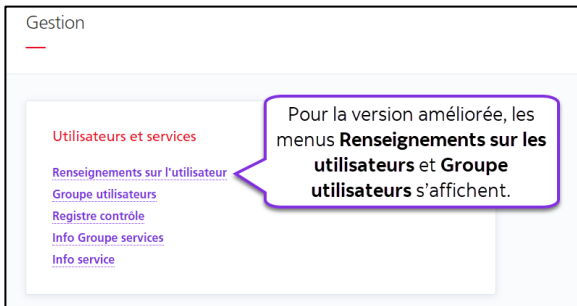 Gestion
Utilisateurs et services
Renseignements sur l'utilisateur
Groupe utilisateurs
Registre contrôle
Info Groupe services
Info service
Pour la version améliorée, les
menus Renseignements sur les
utilisateurs et Groupe
utilisateurs s’affichent.